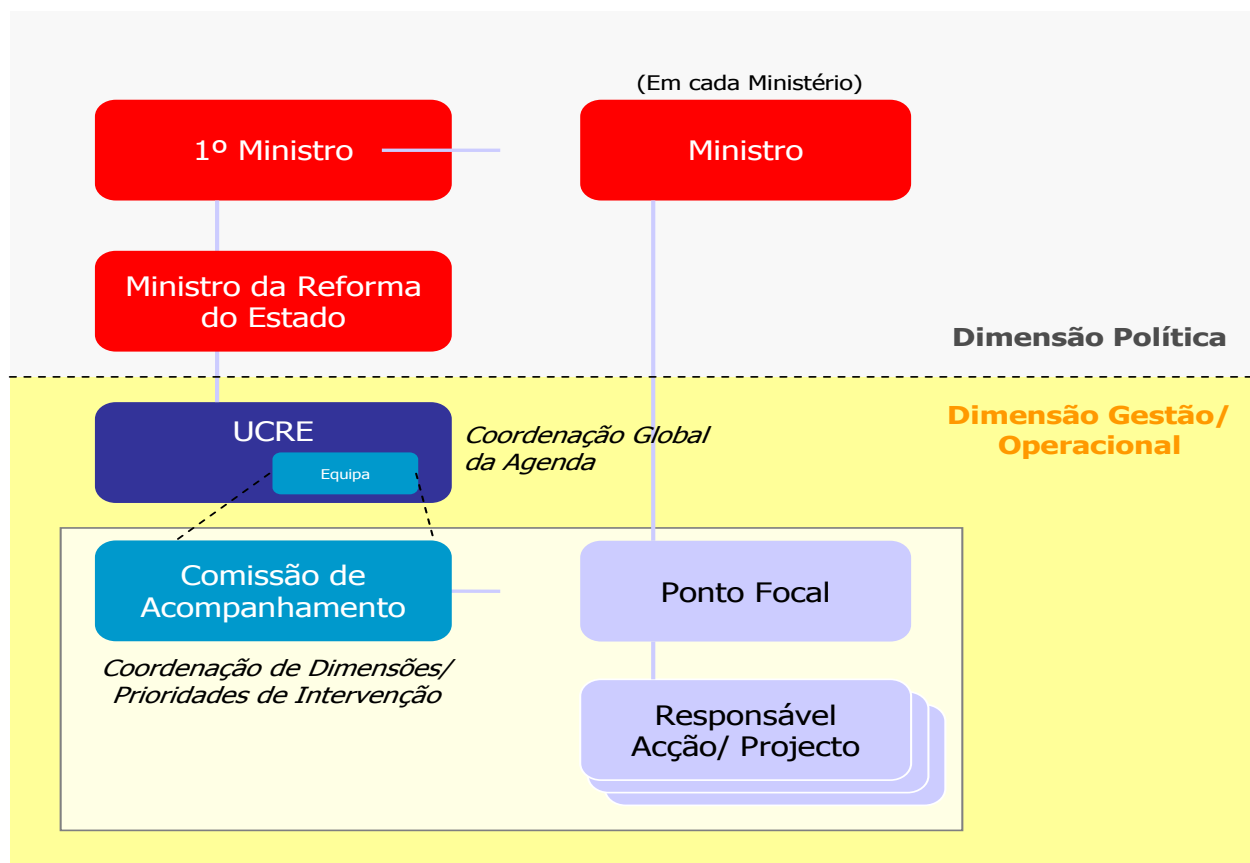 (Em cada Ministério)
1º Ministro
Ministro
Ministro da Reforma
do Estado
Dimensão Política
UCRE
Equipa
Coordenação Global
da Agenda
Dimensão Gestão/
Operacional
Comissão de
Acompanhamento
Ponto Focal
Coordenação de Dimensões/
Prioridades de Intervenção
Responsável
Acção/ Projecto